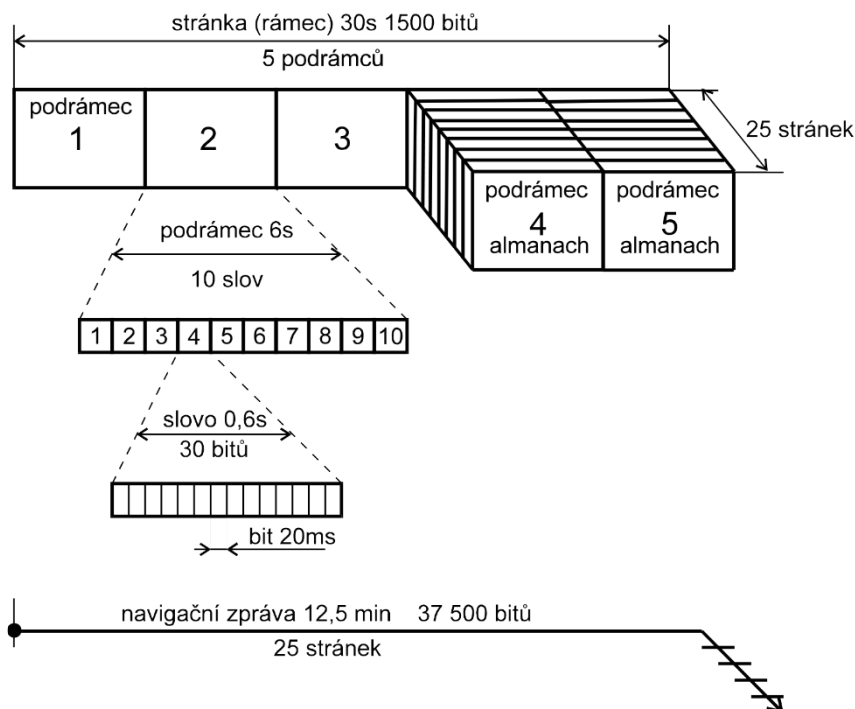 stránka (rámec) 30s 1500 bitů
5 podrámců
podrámec
1
2
3
25 stránek
podrámec
4
almanach
podrámec
5
almanach
podrámec 6s
10 slov
1 2 3 4 5 6 7 8 9 10
slovo 0,6s
30 bitů
bit 20ms
navigační zpráva 12,5 min 37 500 bitů
25 stránek